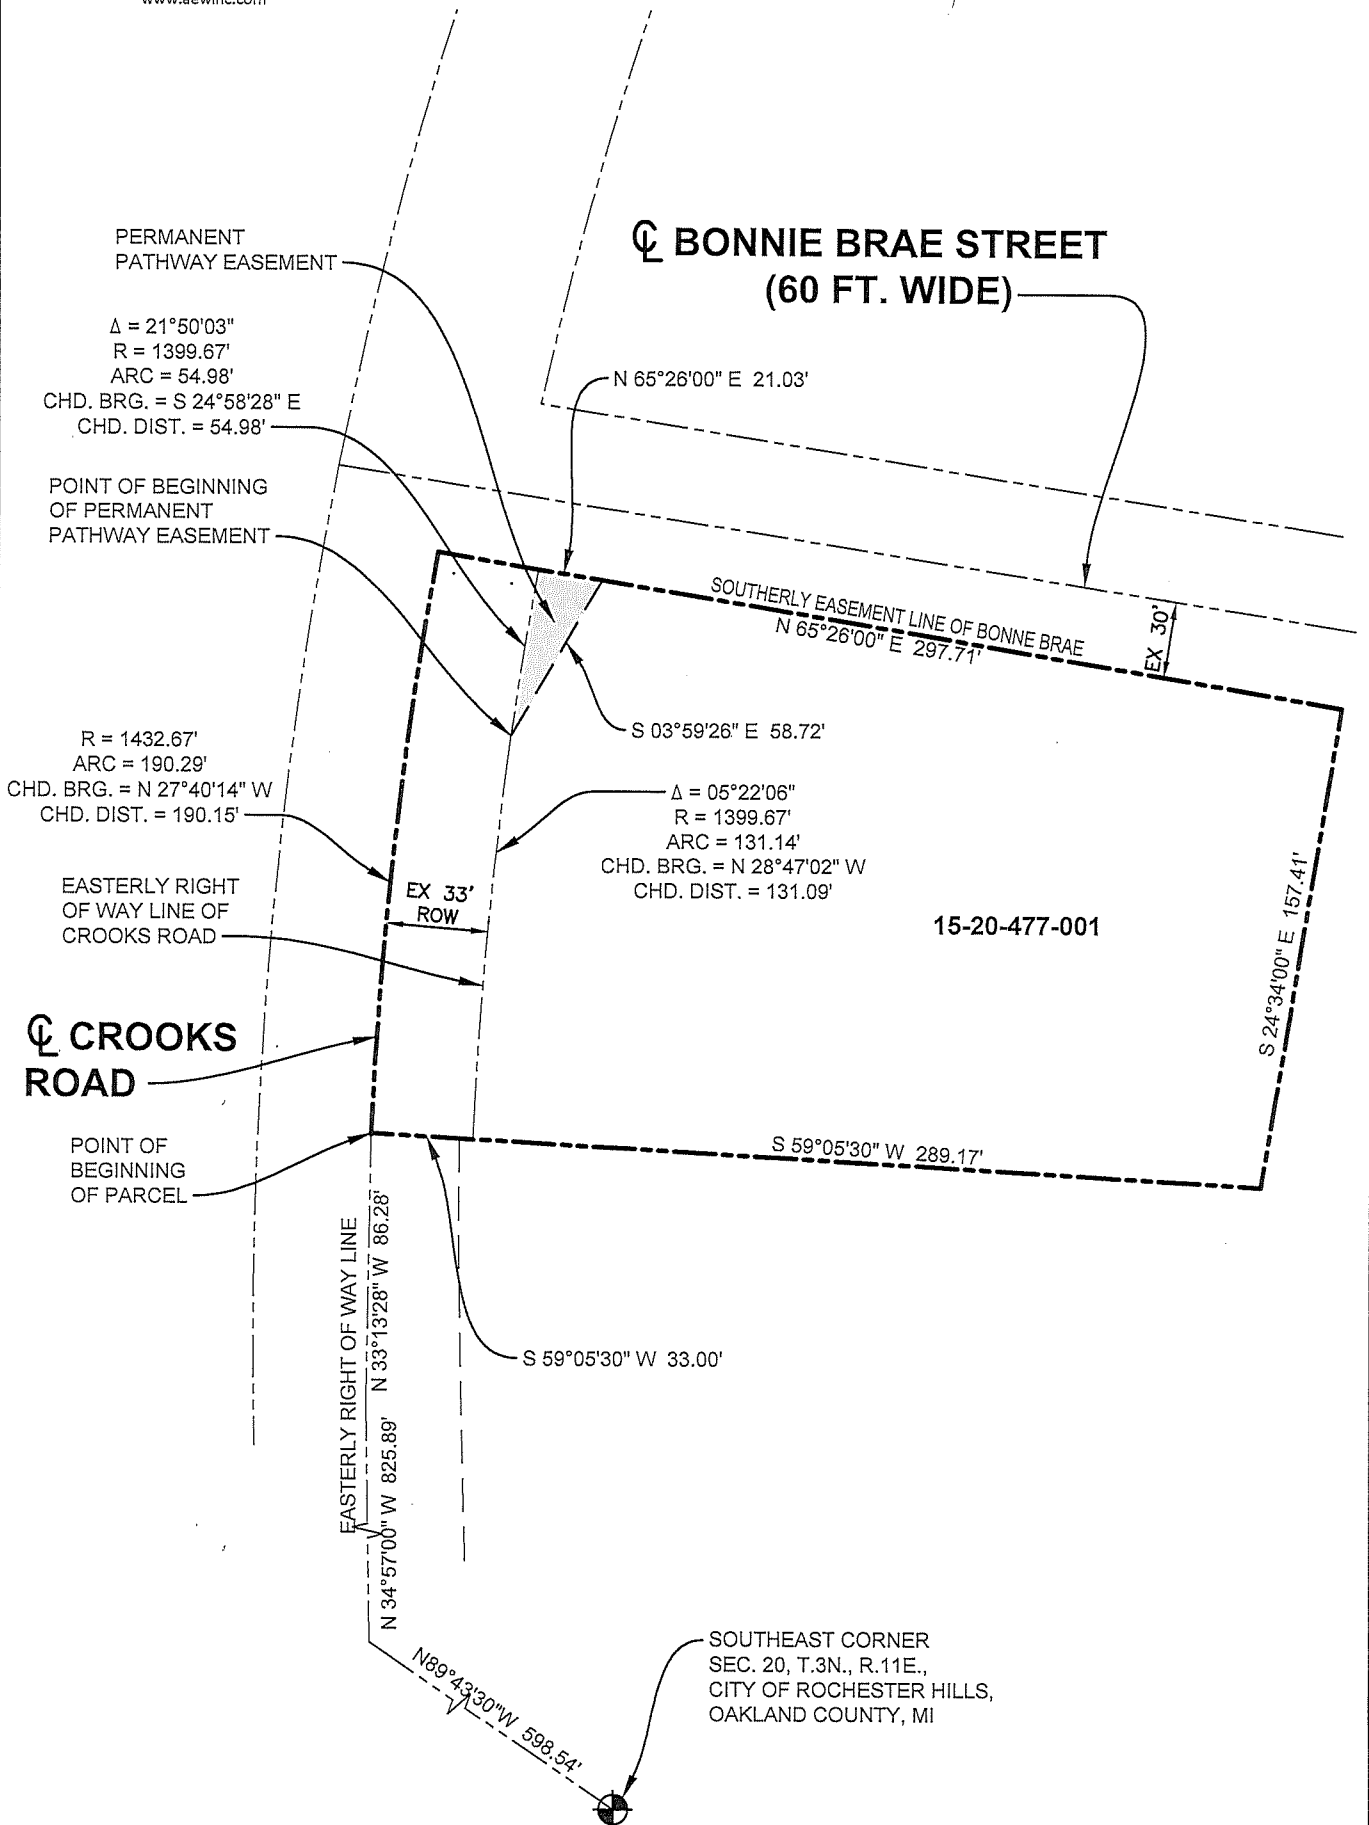 www.aewinc.com
PERMANENT
PATHWAY EASEMENT
℄ BONNIE BRAE STREET
(60 FT. WIDE)
Δ = 21°50'03"
R = 1399.67'
ARC = 54.98'
CHD. BRG. = S 24°58'28" E
CHD. DIST. = 54.98'
N 65°26'00" E 21.03'
POINT OF BEGINNING
OF PERMANENT
PATHWAY EASEMENT
SOUTHERLY EASEMENT LINE OF BONNE BRAE
N 65°26'00" E 297.71'
EX 30'
S 03°59'26" E 58.72'
R = 1432.67'
ARC = 190.29'
CHD. BRG. = N 27°40'14" W
CHD. DIST. = 190.15'
Δ = 05°22'06"
R = 1399.67'
ARC = 131.14'
CHD. BRG. = N 28°47'02" W
CHD. DIST. = 131.09'
EASTERLY RIGHT
OF WAY LINE OF
CROOKS ROAD
EX 33'
ROW
15-20-477-001
S 24°34'00" E 157.41'
℄ CROOKS
ROAD
POINT OF
BEGINNING
OF PARCEL
S 59°05'30" W 289.17'
EASTERLY RIGHT OF WAY LINE
N 33°13'28" W 86.28'
S 59°05'30" W 33.00'
N 34°57'00" W 825.89'
N89°43'30"W 598.54'
SOUTHEAST CORNER
SEC. 20, T.3N., R.11E.,
CITY OF ROCHESTER HILLS,
OAKLAND COUNTY, MI